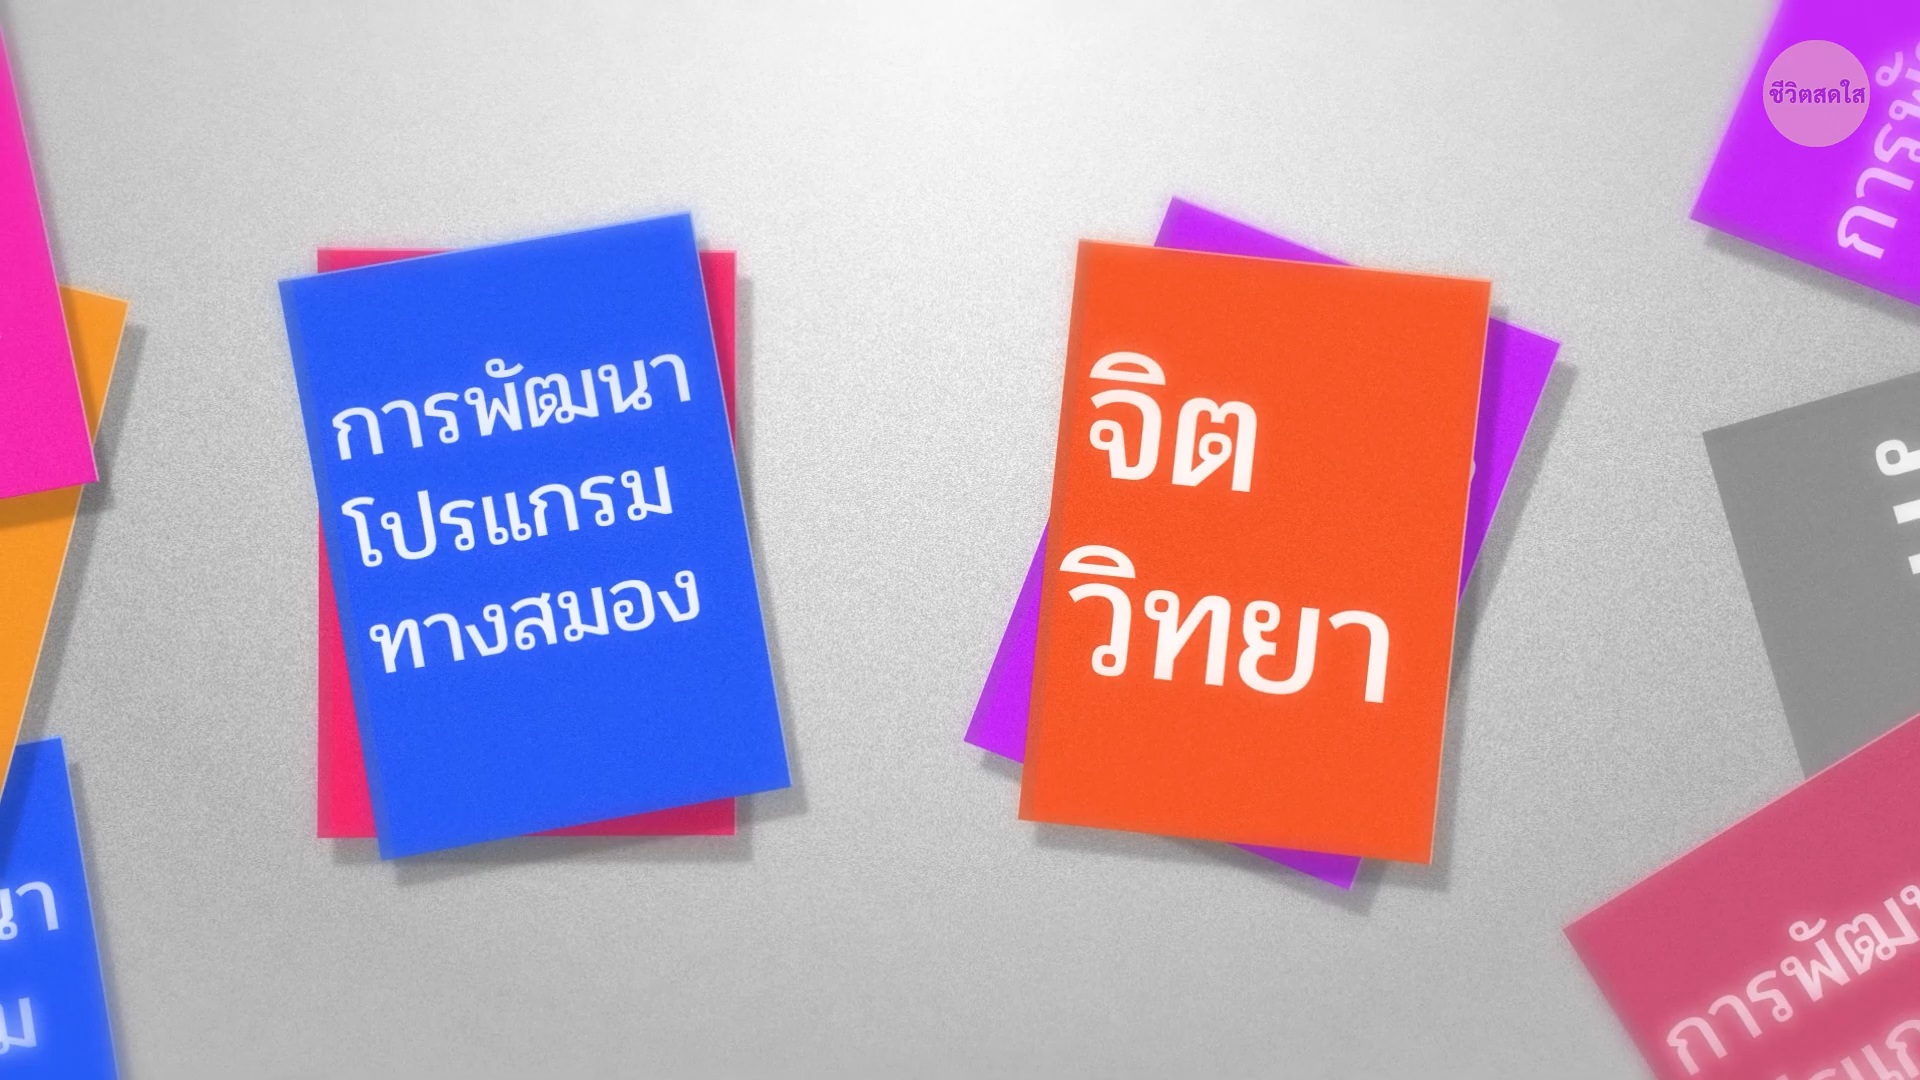 ชีวิตสดใส
การพัฒนา
โปรแกรม
ทางสมอง
จิต
วิทยา